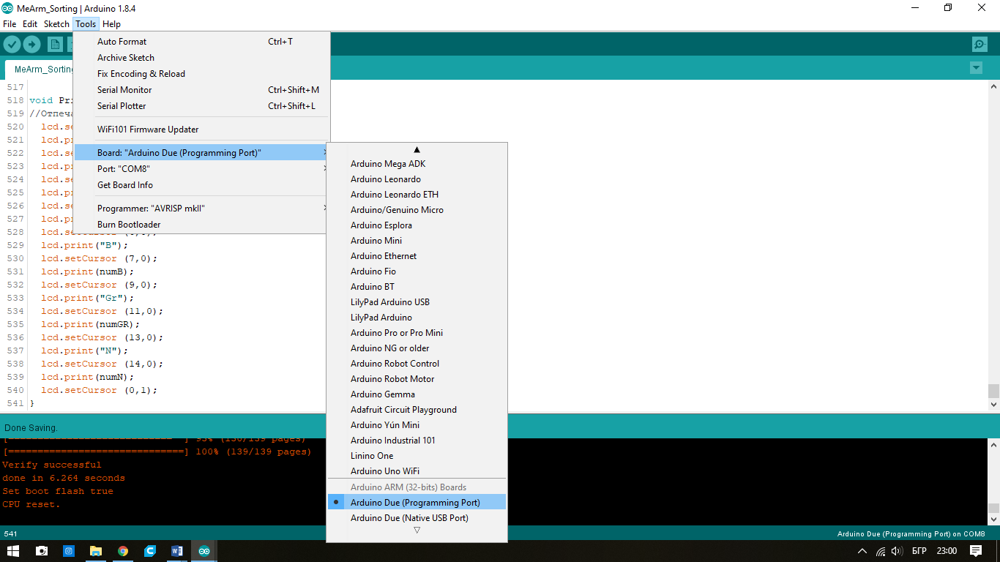 MeArm_Sorting | Arduino 1.8.4
File Edit Sketch Tools Help
Auto Format Ctrl+T
Archive Sketch
Fix Encoding & Reload
Serial Monitor Ctrl+Shift+M
Serial Plotter Ctrl+Shift+L
WiFi101 Firmware Updater
Board: "Arduino Due (Programming Port)"
Port: "COM8"
Get Board Info
Programmer: "AVRISP mkII"
Burn Bootloader
Arduino Mega ADK
Arduino Leonardo
Arduino Leonardo ETH
Arduino/Genuino Micro
Arduino Esplora
Arduino Mini
Arduino Ethernet
Arduino Fio
Arduino BT
LilyPad Arduino USB
LilyPad Arduino
Arduino Pro or Pro Mini
Arduino NG or older
Arduino Robot Control
Arduino Robot Motor
Arduino Gemma
Adafruit Circuit Playground
Arduino Yún Mini
Arduino Industrial 101
Linino One
Arduino Uno WiFi
Arduino ARM (32-bits) Boards
Arduino Due (Programming Port)
Arduino Due (Native USB Port)
MeArm_Sorting
517
518 void Pri
519 //Отпеча
520 lcd.se
521 lcd.pr
522 lcd.se
523 lcd.pr
524 lcd.se
525 lcd.pr
526 lcd.se
527 lcd.pr
528 lcd.se
529 lcd.print("B");
530 lcd.setCursor (7,0);
531 lcd.print(numB);
532 lcd.setCursor (9,0);
533 lcd.print("Gr");
534 lcd.setCursor (11,0);
535 lcd.print(numGR);
536 lcd.setCursor (13,0);
537 lcd.print("N");
538 lcd.setCursor (14,0);
539 lcd.print(numN);
540 lcd.setCursor (0,1);
541 }
Done Saving.
[============================ ] 93% (130/139 pages)
[==============================] 100% (139/139 pages)
Verify successful
done in 6.264 seconds
Set boot flash true
CPU reset.
541 Arduino Due (Programming Port) on COM8
БГР 23:00